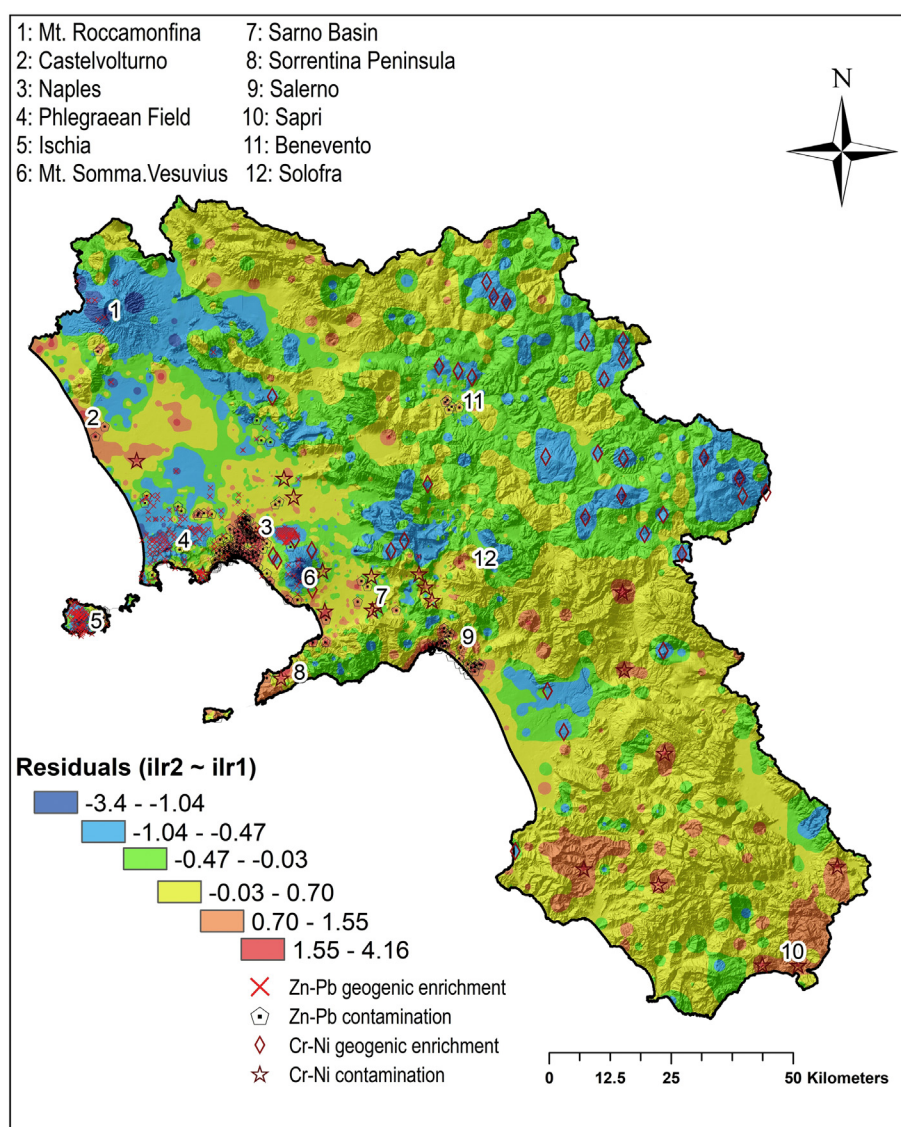 1: Mt. Roccamonfina 7: Sarno Basin
2: Castelvolturno 8: Sorrentina Peninsula
3: Naples 9: Salerno
4: Phlegraean Field 10: Sapri
5: Ischia 11: Benevento
6: Mt. Somma.Vesuvius 12: Solofra
N
1
11
2
3
4
12
6
7
5
9
8
Residuals (ilr2 ~ ilr1)
-3.4 - -1.04
-1.04 - -0.47
-0.47 - -0.03
-0.03 - 0.70
0.70 - 1.55
1.55 - 4.16
10
Zn-Pb geogenic enrichment
Zn-Pb contamination
Cr-Ni geogenic enrichment
Cr-Ni contamination
0 12.5 25 50 Kilometers